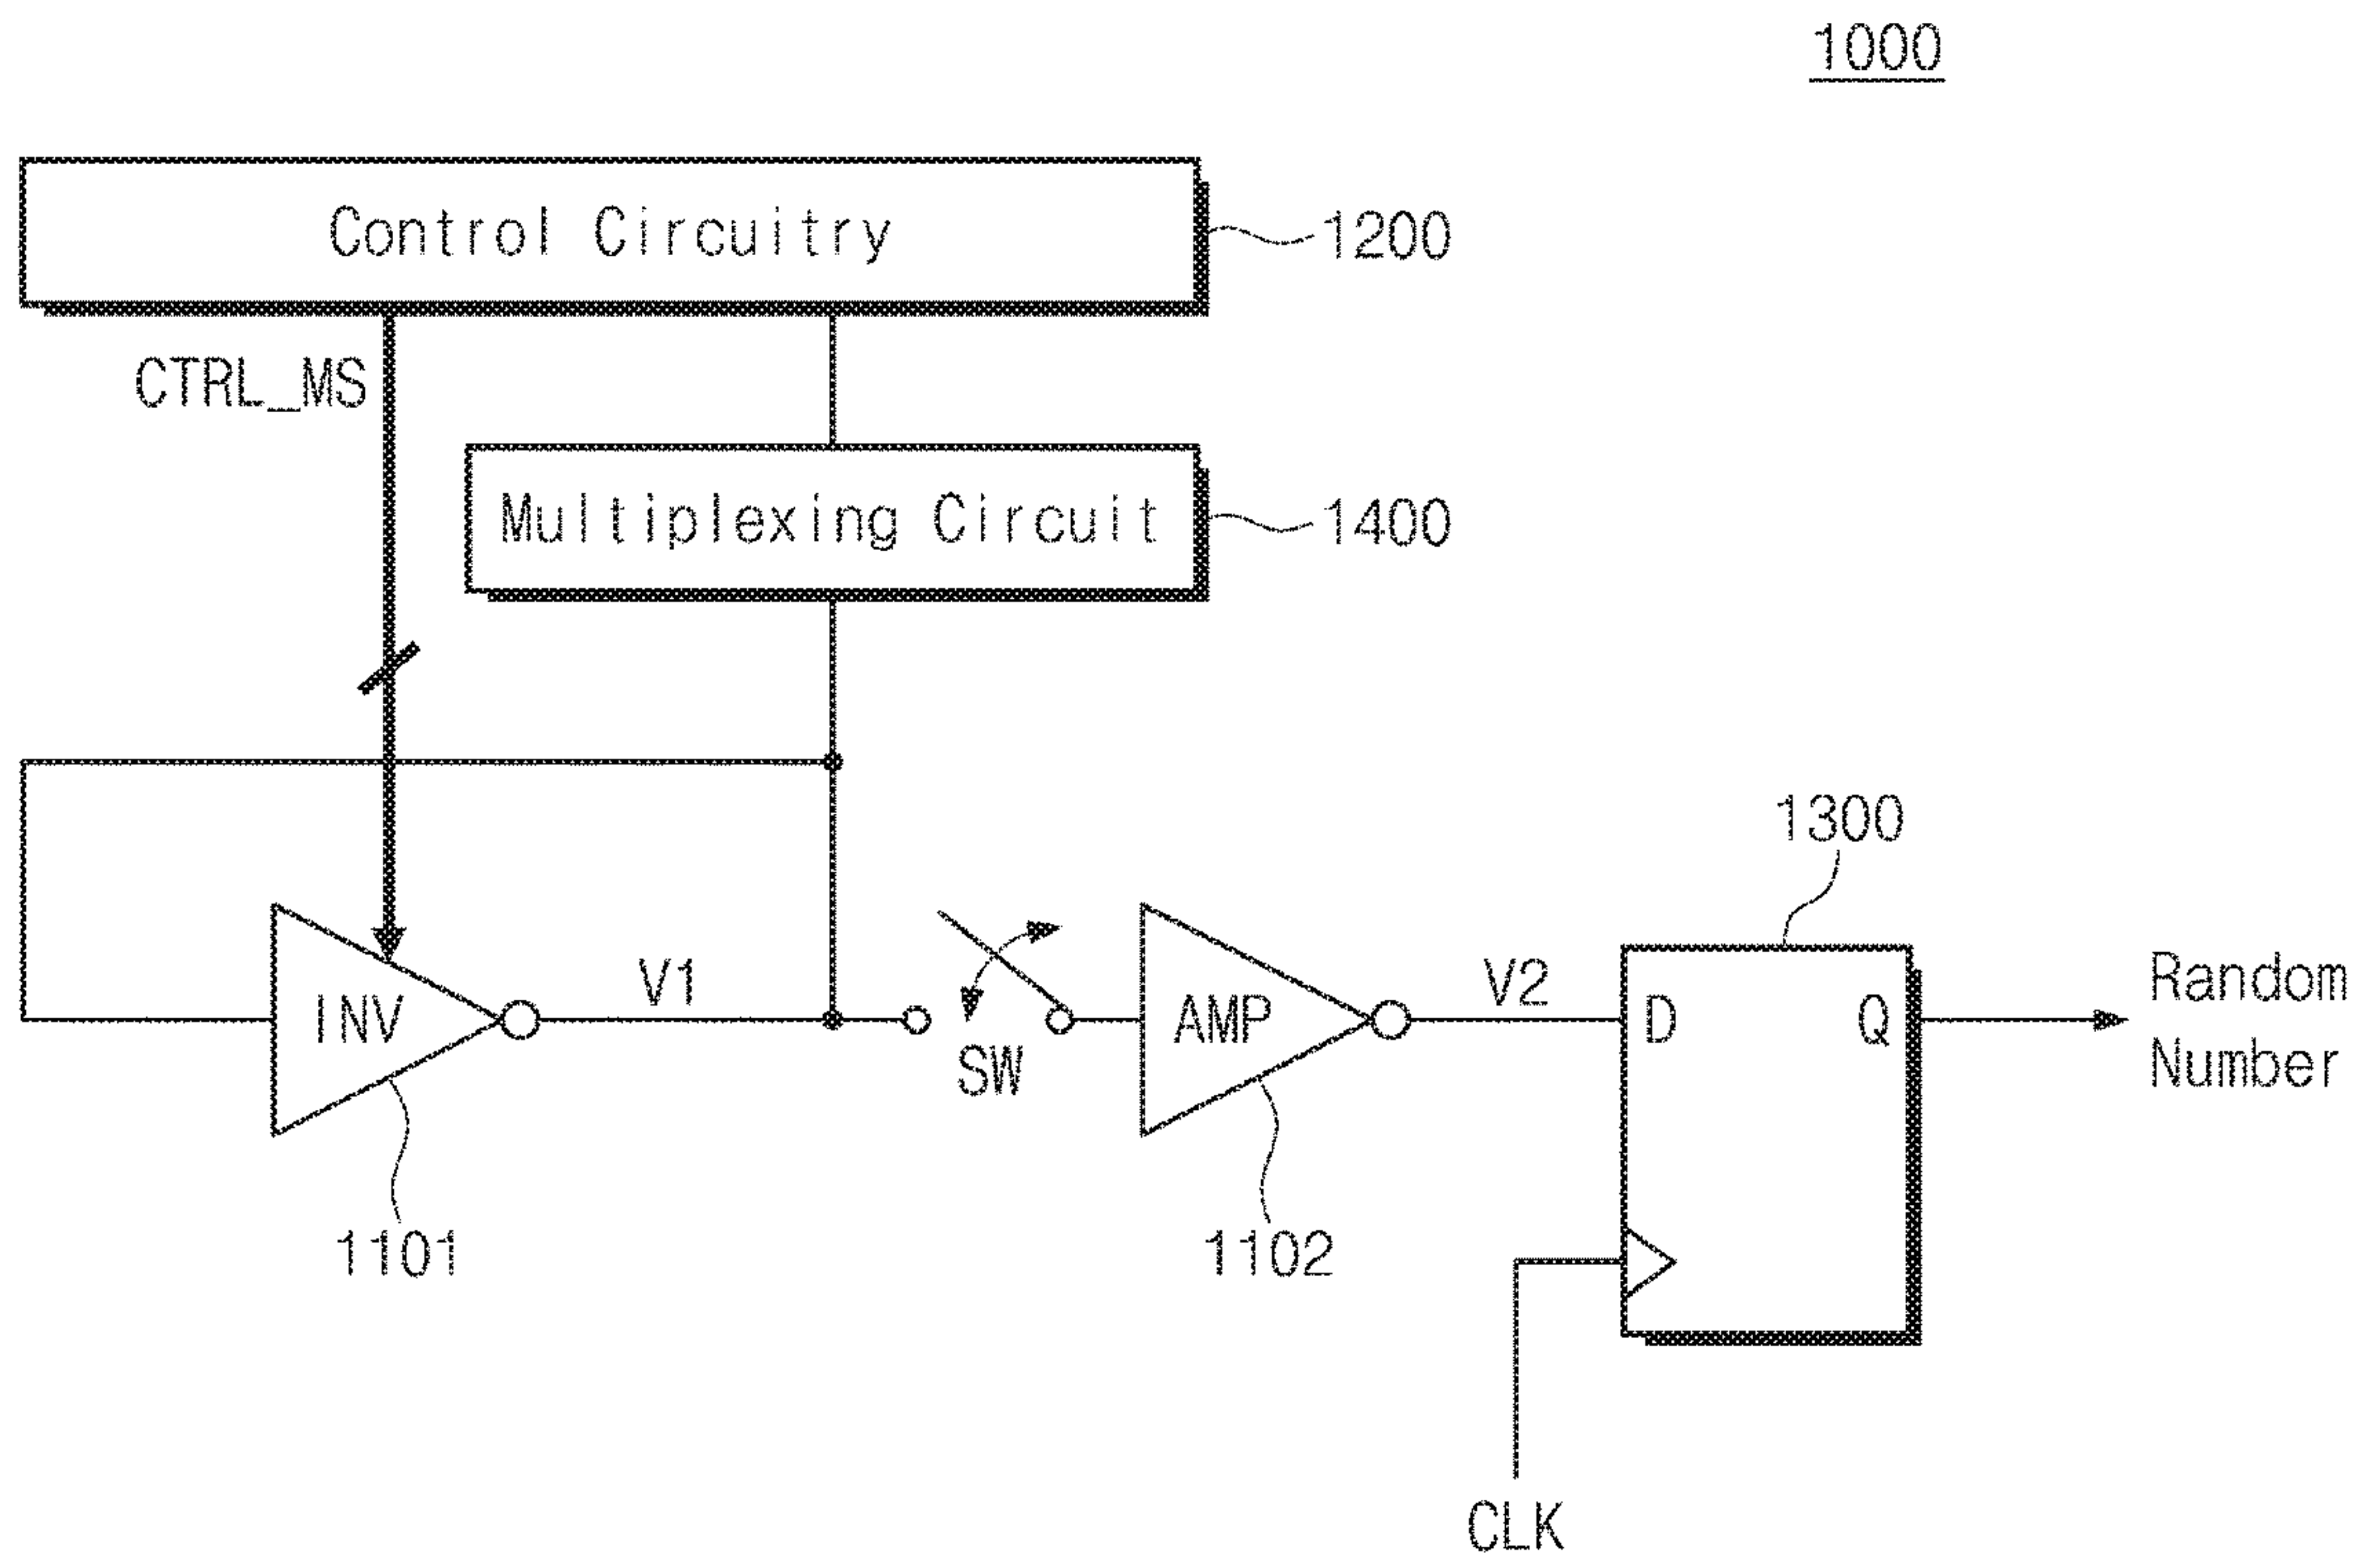 1000
Control Circuitry
1200
CTRL_MS
Multiplexing Circuit
1400
1300
INV
V1
SW
AMP
V2
D
Q
Random
Number
1101
1102
CLK